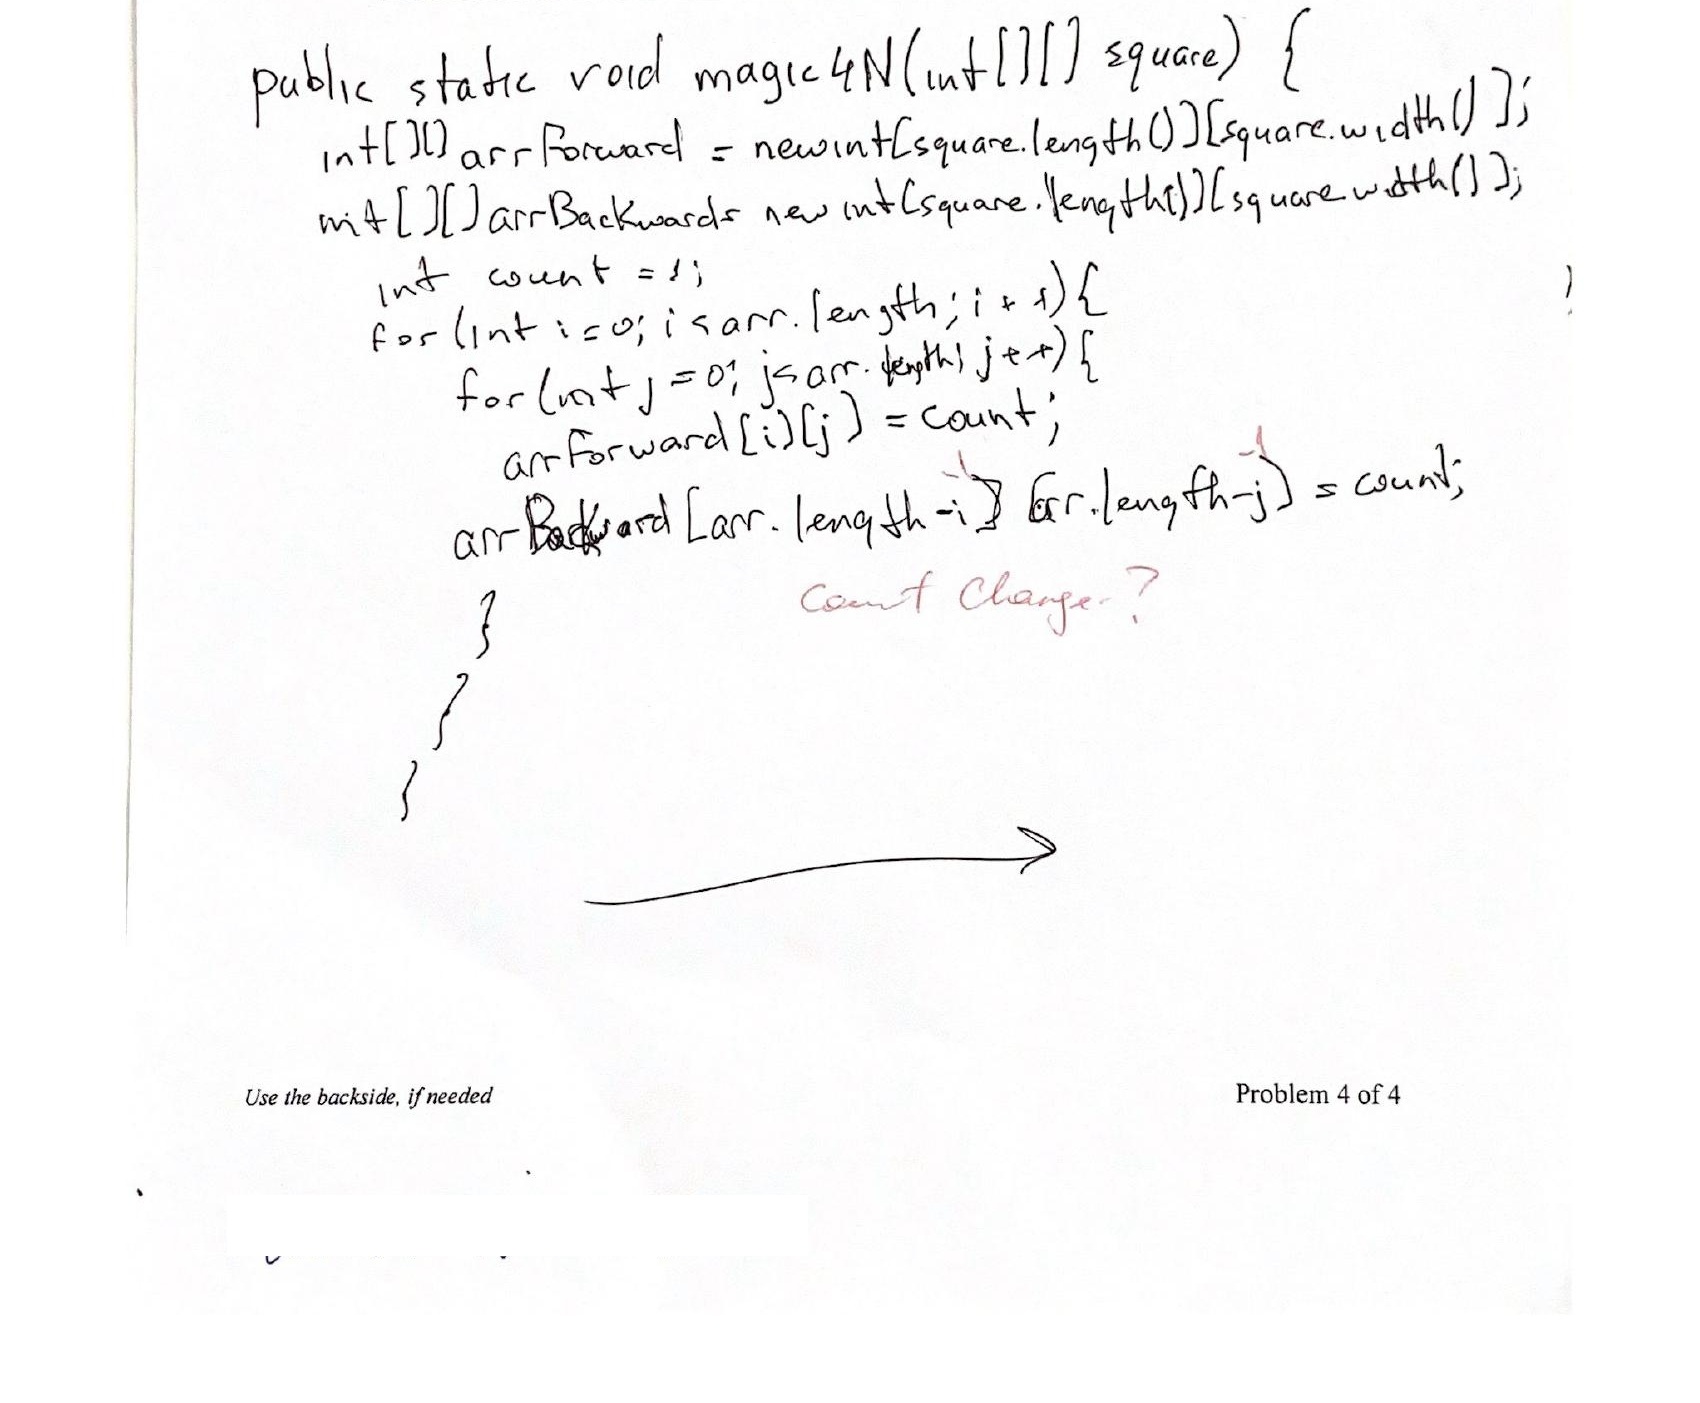 public static void magic4N(int[][] square) {
int[][] arrForward = newint[square.length()][square.width()];
int[][] arrBackwards new int[square.length()][square width()];
int count = 1;
for (int i=0; i<arr.length; i++){
for (int j=0; j<arr.length; j++){
arrForward[i][j] = count;
-1 -1
arrBackward[arr.length-i] [arr.length-j] = count;
Count Change-?
}
}
}
Use the backside, if needed
Problem 4 of 4